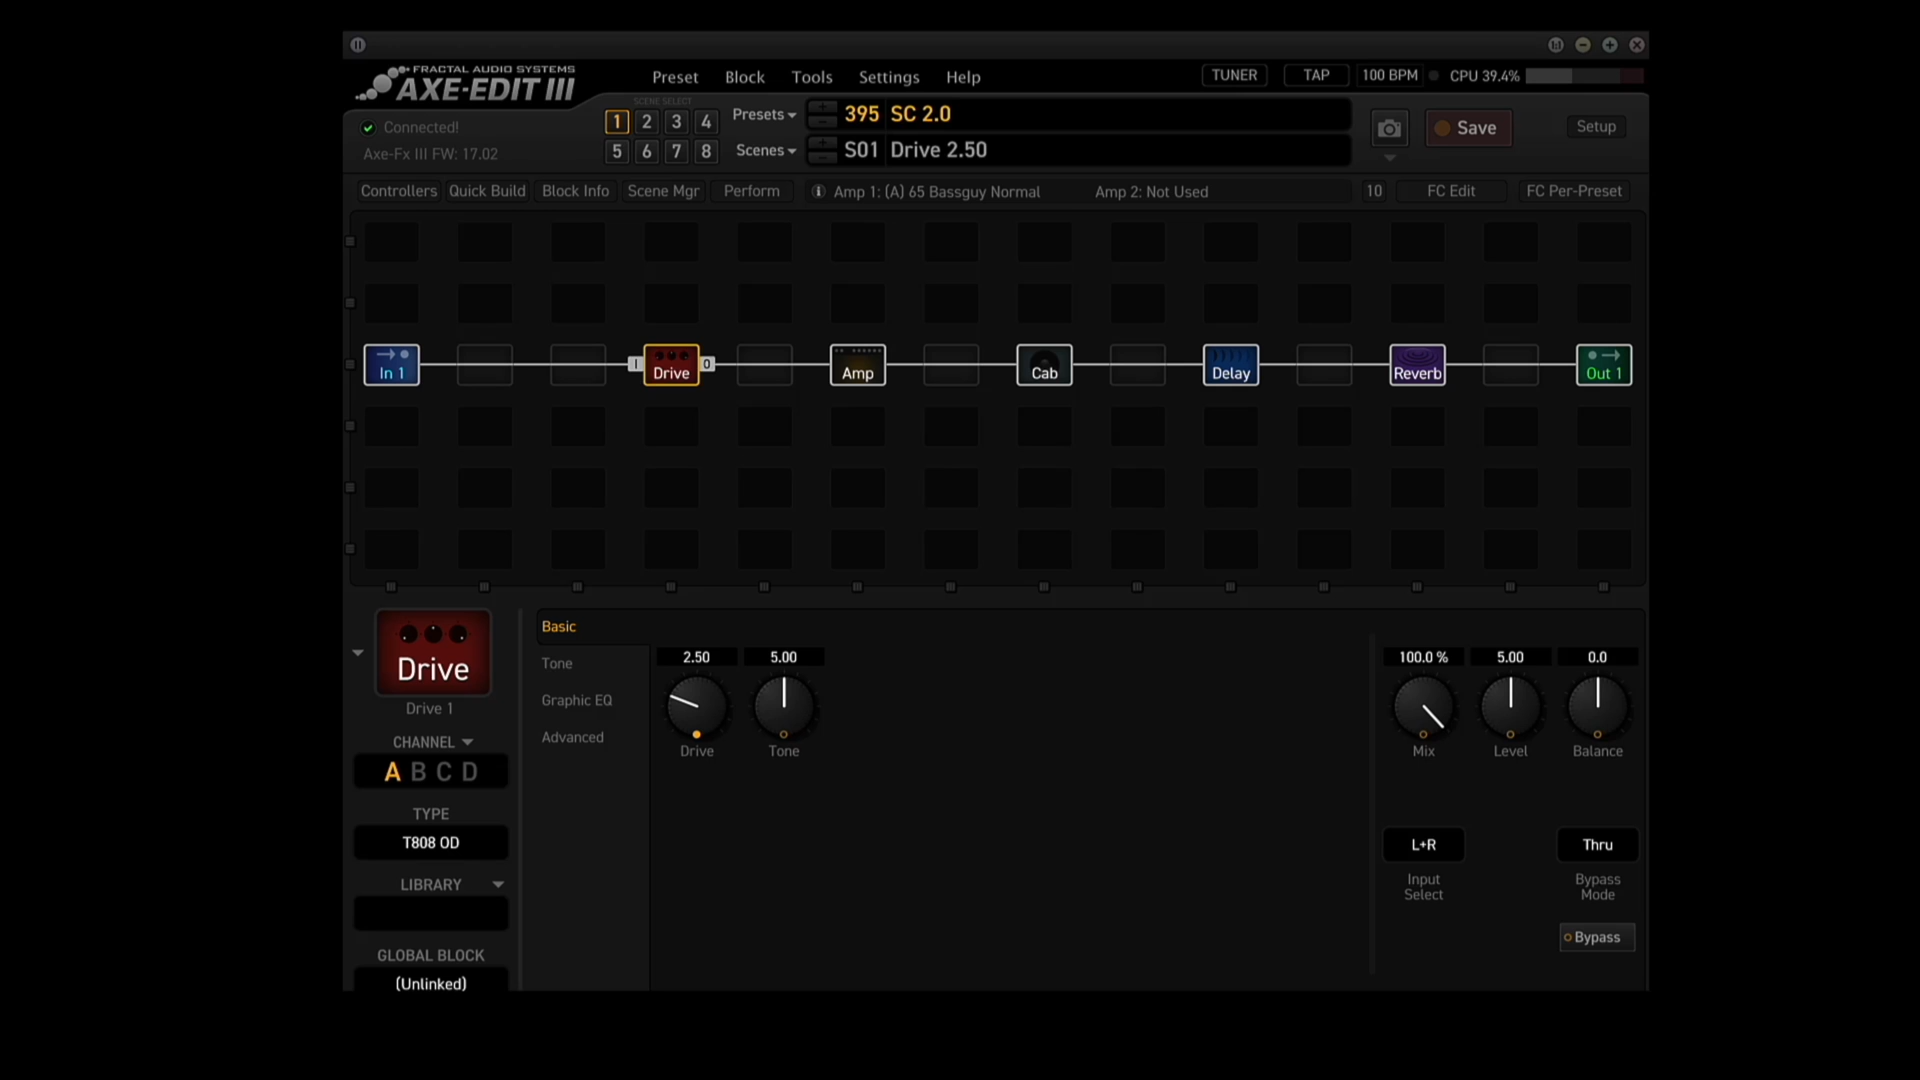 FRACTAL AUDIO SYSTEMS
AXE-EDIT III
Preset Block Tools Settings Help
TUNER TAP 100 BPM CPU 39.4%
SCENE SELECT
1 2 3 4
5 6 7 8
Presets 395 SC 2.0
Scenes S01 Drive 2.50
Connected!
Axe-Fx III FW: 17.02
Save
Setup
Controllers Quick Build Block Info Scene Mgr Perform
Amp 1: (A) 65 Bassguy Normal Amp 2: Not Used
10 FC Edit FC Per-Preset
In 1 I Drive O Amp Cab Delay Reverb Out 1
Drive
Drive 1
CHANNEL
A B C D
TYPE
T808 OD
LIBRARY
GLOBAL BLOCK
(Unlinked)
Basic
Tone
Graphic EQ
Advanced
2.50 5.00
Drive Tone
100.0 % 5.00 0.0
Mix Level Balance
L+R Thru
Input Select
Bypass Mode
Bypass